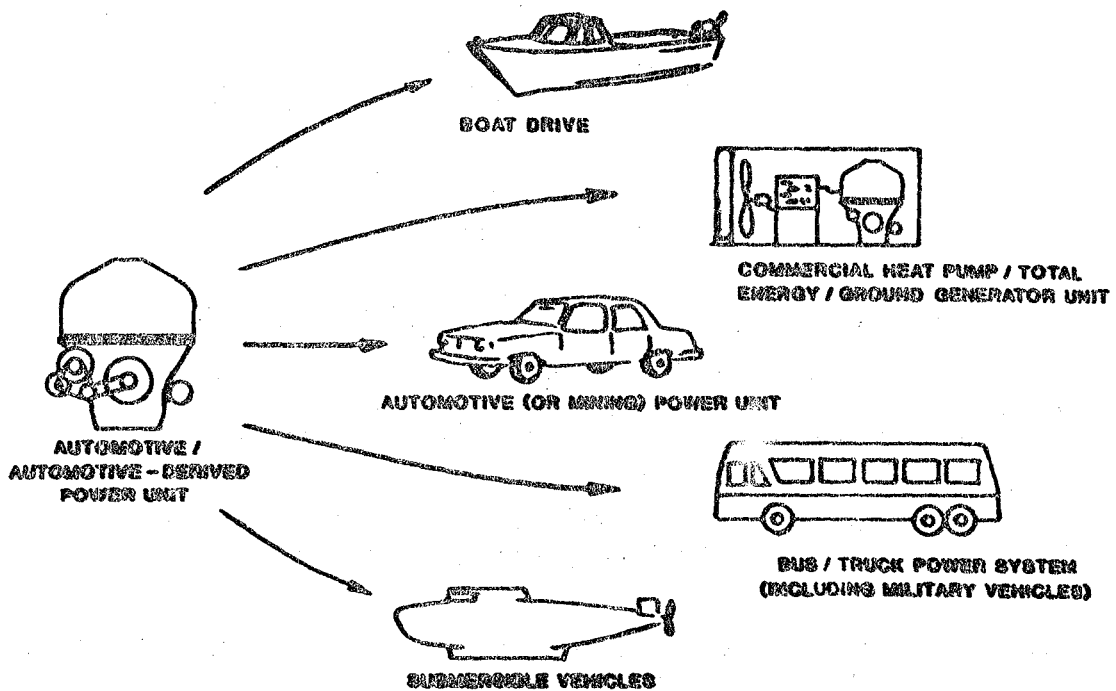 BOAT DRIVE
COMMERCIAL HEAT PUMP / TOTAL
ENERGY / GROUND GENERATOR UNIT
AUTOMOTIVE (OR MINING) POWER UNIT
AUTOMOTIVE /
AUTOMOTIVE - DERIVED
POWER UNIT
BUS / TRUCK POWER SYSTEM
(INCLUDING MILITARY VEHICLES)
SUBMERSIBLE VEHICLES